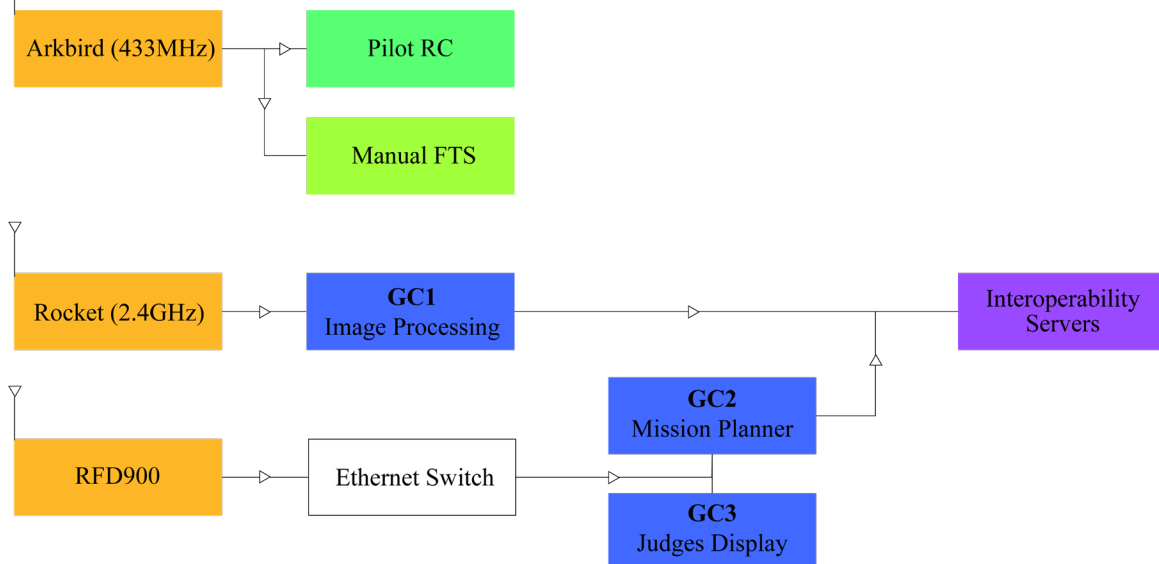 Arkbird (433MHz)
Pilot RC
Manual FTS
Rocket (2.4GHz)
GC1
Image Processing
Interoperability
Servers
GC2
Mission Planner
RFD900
Ethernet Switch
GC3
Judges Display